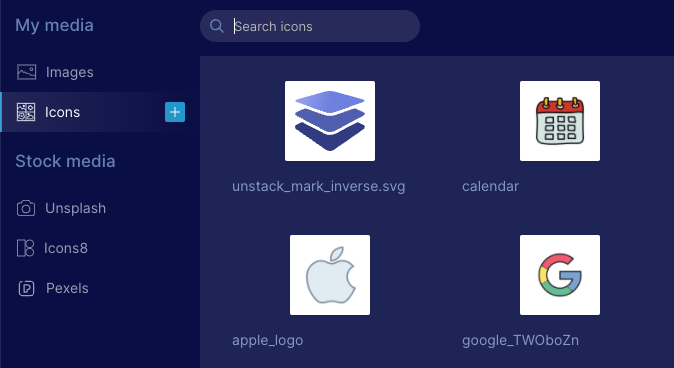 My media
Search icons
Images
Icons
Stock media
unstack_mark_inverse.svg
calendar
Unsplash
Icons8
Pexels
apple_logo
google_TWOboZn